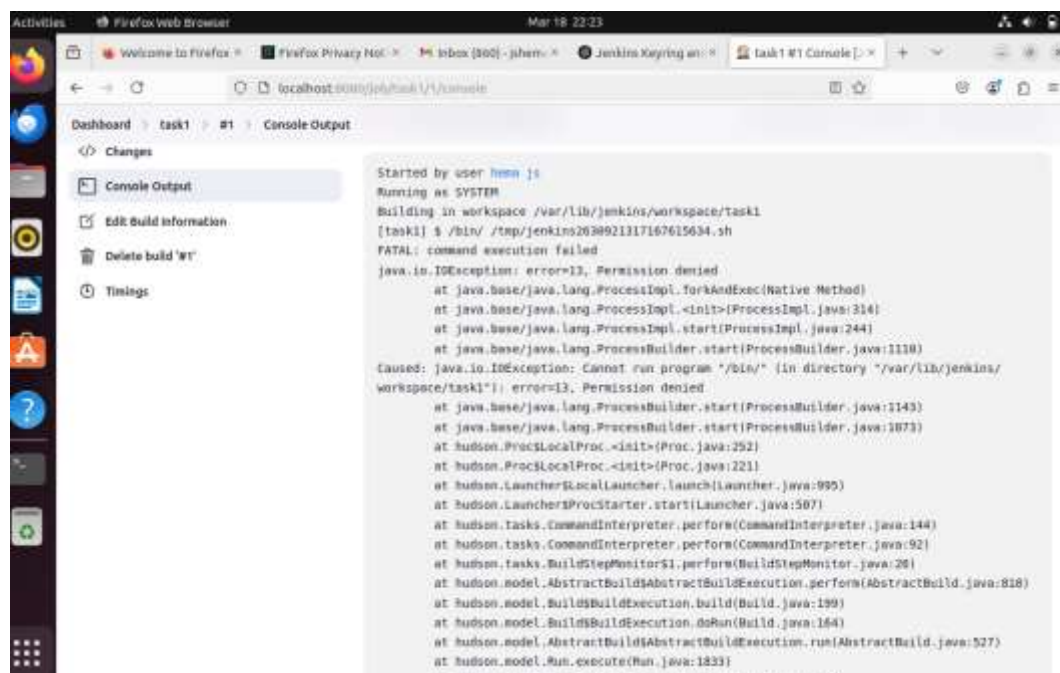 Activities
Firefox Web Browser
Mar 18 22:23
Welcome to Firefox
Firefox Privacy Not
Inbox (860) - jshem
Jenkins Keyring an
task1 #1 Console [
localhost:8080/job/task1/1/console
Dashboard > task1 > #1 > Console Output
</> Changes
Console Output
Edit Build Information
Delete build '#1'
Timings
Started by user hema js
Running as SYSTEM
Building in workspace /var/lib/jenkins/workspace/task1
[task1] $ /bin/ /tmp/jenkins2630921317167615634.sh
FATAL: command execution failed
java.io.IOException: error=13, Permission denied
at java.base/java.lang.ProcessImpl.forkAndExec(Native Method)
at java.base/java.lang.ProcessImpl.<init>(ProcessImpl.java:314)
at java.base/java.lang.ProcessImpl.start(ProcessImpl.java:244)
at java.base/java.lang.ProcessBuilder.start(ProcessBuilder.java:1110)
Caused: java.io.IOException: Cannot run program "/bin/" (in directory "/var/lib/jenkins/
workspace/task1"): error=13, Permission denied
at java.base/java.lang.ProcessBuilder.start(ProcessBuilder.java:1143)
at java.base/java.lang.ProcessBuilder.start(ProcessBuilder.java:1073)
at hudson.Proc$LocalProc.<init>(Proc.java:252)
at hudson.Proc$LocalProc.<init>(Proc.java:221)
at hudson.Launcher$LocalLauncher.launch(Launcher.java:995)
at hudson.Launcher$ProcStarter.start(Launcher.java:507)
at hudson.tasks.CommandInterpreter.perform(CommandInterpreter.java:144)
at hudson.tasks.CommandInterpreter.perform(CommandInterpreter.java:92)
at hudson.tasks.BuildStepMonitor$1.perform(BuildStepMonitor.java:20)
at hudson.model.AbstractBuild$AbstractBuildExecution.perform(AbstractBuild.java:818)
at hudson.model.Build$BuildExecution.build(Build.java:199)
at hudson.model.Build$BuildExecution.doRun(Build.java:164)
at hudson.model.AbstractBuild$AbstractBuildExecution.run(AbstractBuild.java:527)
at hudson.model.Run.execute(Run.java:1833)